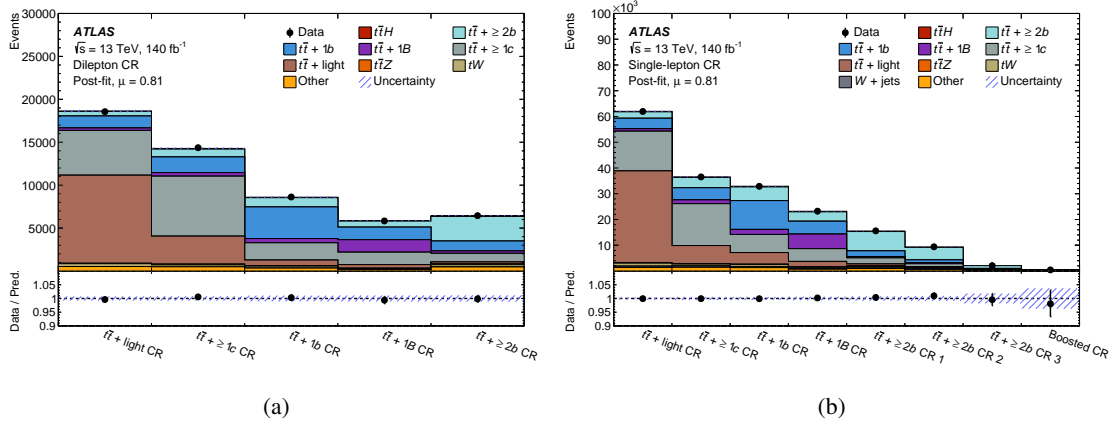 Events
30000
25000
20000
15000
10000
5000
ATLAS
√s = 13 TeV, 140 fb⁻¹
Dilepton CR
Post-fit, μ = 0.81
Data
tt̄H
tt̄ + ≥ 2b
tt̄ + 1b
tt̄ + 1B
tt̄ + ≥ 1c
tt̄ + light
tt̄Z
tW
Other
Uncertainty
Data / Pred.
1.05
1
0.95
0.9
tt̄ + light CR
tt̄ + ≥ 1c CR
tt̄ + 1b CR
tt̄ + 1B CR
tt̄ + ≥ 2b CR
(a)
Events
100 ×10³
90
80
70
60
50
40
30
20
10
ATLAS
√s = 13 TeV, 140 fb⁻¹
Single-lepton CR
Post-fit, μ = 0.81
Data
tt̄H
tt̄ + ≥ 2b
tt̄ + 1b
tt̄ + 1B
tt̄ + ≥ 1c
tt̄ + light
tt̄Z
tW
W + jets
Other
Uncertainty
Data / Pred.
1.05
1
0.95
0.9
tt̄ + light CR
tt̄ + ≥ 1c CR
tt̄ + 1b CR
tt̄ + 1B CR
tt̄ + ≥ 2b CR 1
tt̄ + ≥ 2b CR 2
tt̄ + ≥ 2b CR 3
Boosted CR
(b)